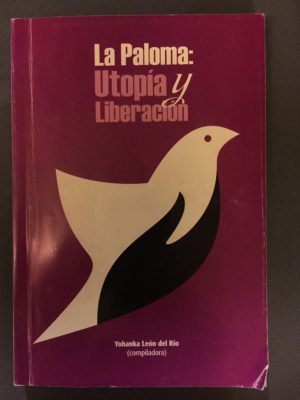 La Paloma:
Utopía y
Liberación
Yohanka León del Río
(compiladora)